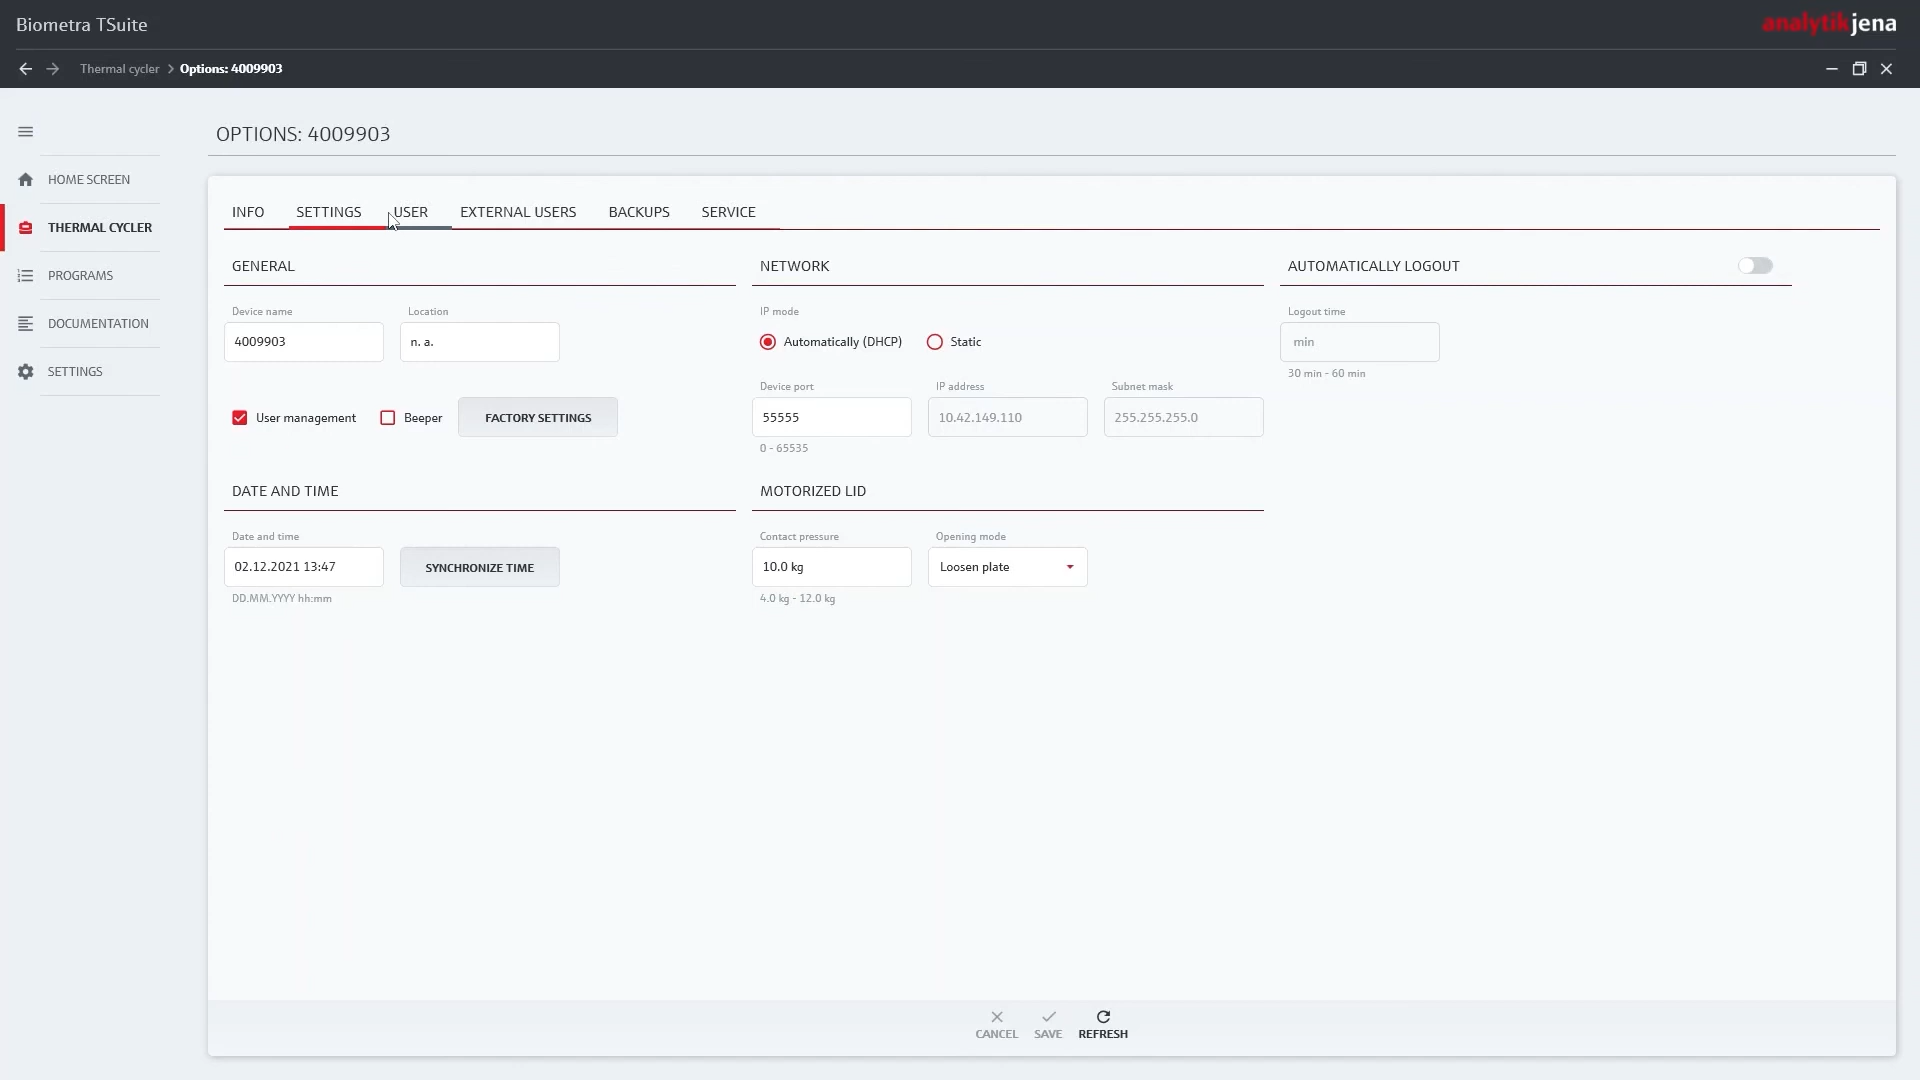 Biometra TSuite
analytikjena
Thermal cycler > Options: 4009903
OPTIONS: 4009903
HOME SCREEN
THERMAL CYCLER
PROGRAMS
DOCUMENTATION
SETTINGS
INFO SETTINGS USER EXTERNAL USERS BACKUPS SERVICE
GENERAL
Device name Location
4009903 n. a.
User management Beeper FACTORY SETTINGS
NETWORK
IP mode
Automatically (DHCP) Static
Device port IP address Subnet mask
55555 10.42.149.110 255.255.255.0
0 - 65535
AUTOMATICALLY LOGOUT
Logout time
min
30 min - 60 min
DATE AND TIME
Date and time
02.12.2021 13:47 SYNCHRONIZE TIME
DD.MM.YYYY hh:mm
MOTORIZED LID
Contact pressure Opening mode
10.0 kg Loosen plate
4.0 kg - 12.0 kg
CANCEL SAVE REFRESH